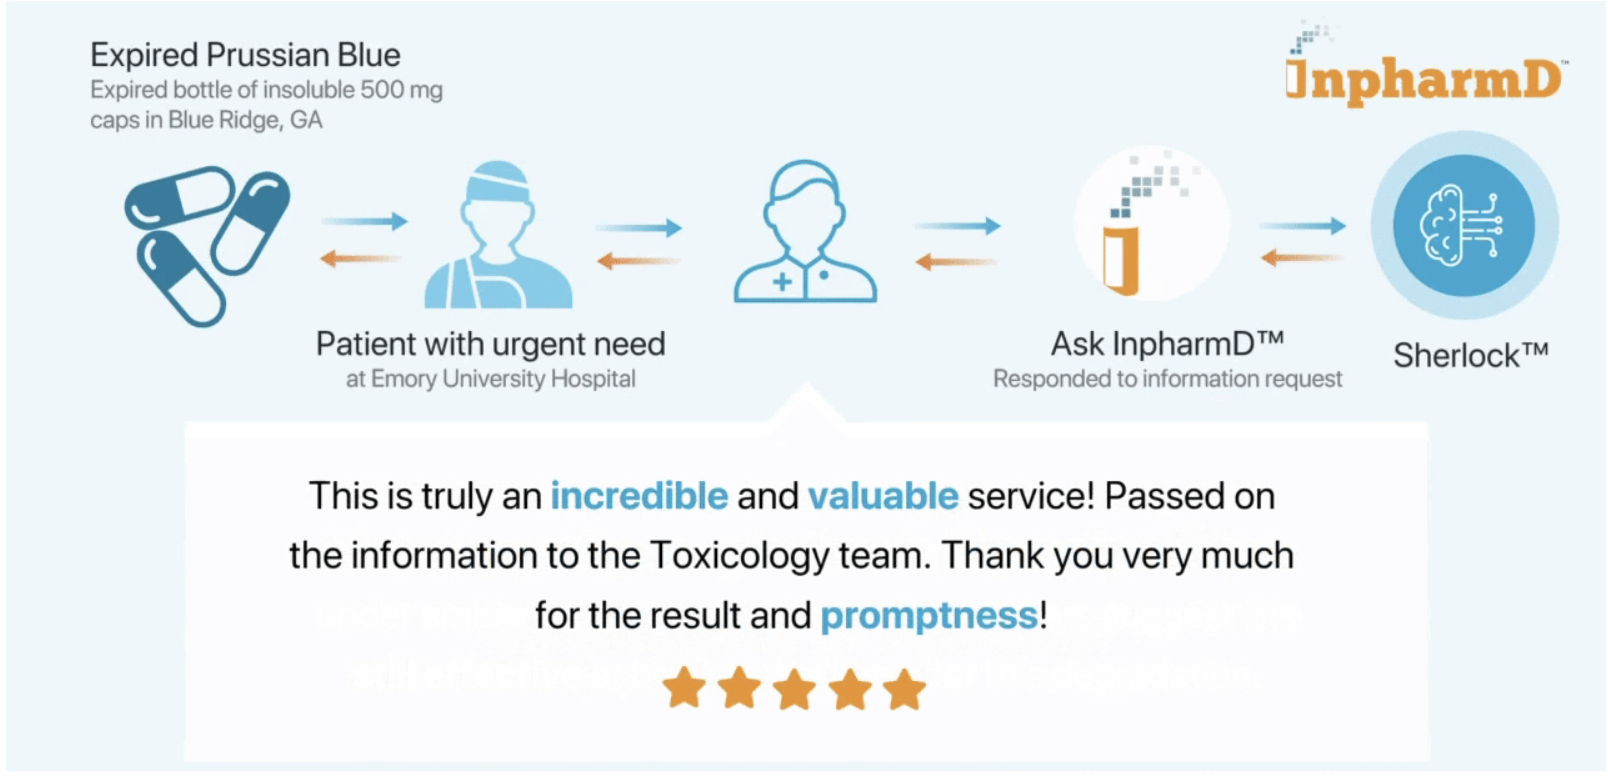 Expired Prussian Blue
Expired bottle of insoluble 500 mg
caps in Blue Ridge, GA
InpharmD™
Patient with urgent need
at Emory University Hospital
Ask InpharmD™
Responded to information request
Sherlock™
This is truly an incredible and valuable service! Passed on
the information to the Toxicology team. Thank you very much
for the result and promptness!